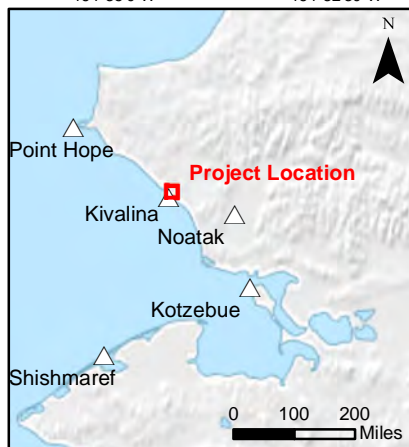 N
Point Hope
Project Location
Kivalina
Noatak
Kotzebue
Shishmaref
0 100 200
Miles